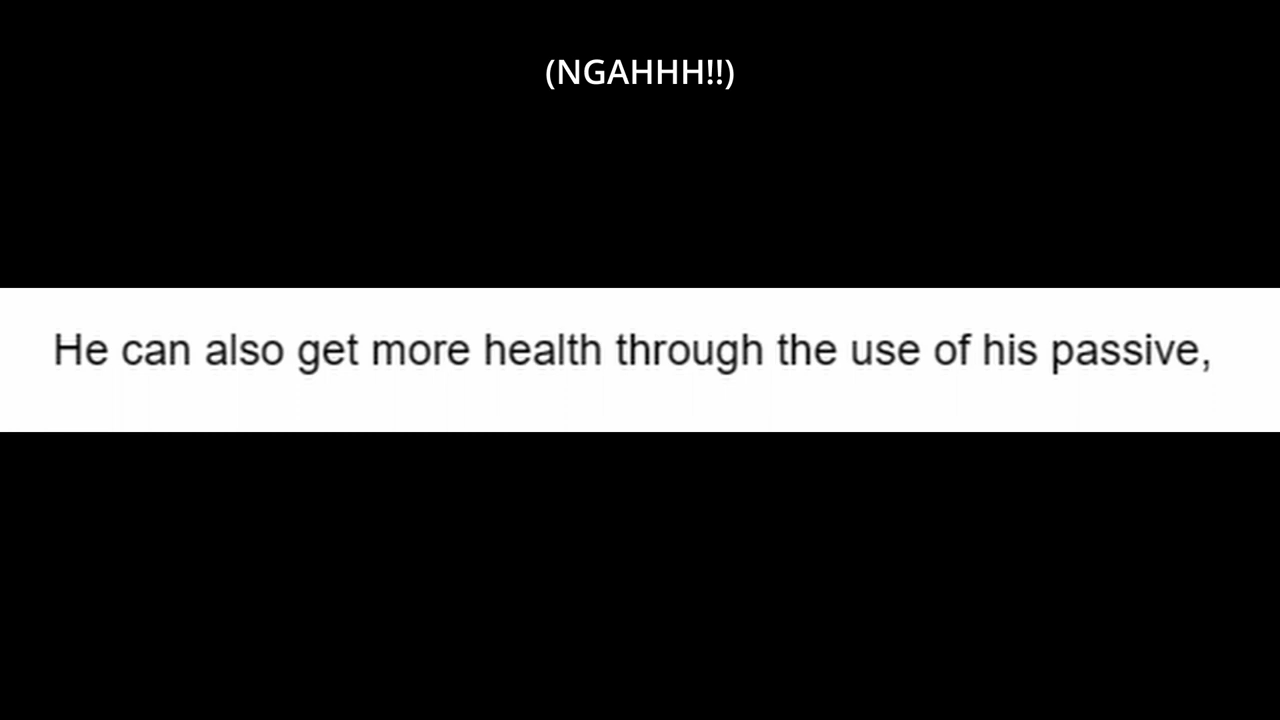 (NGAHHH!!)
He can also get more health through the use of his passive,